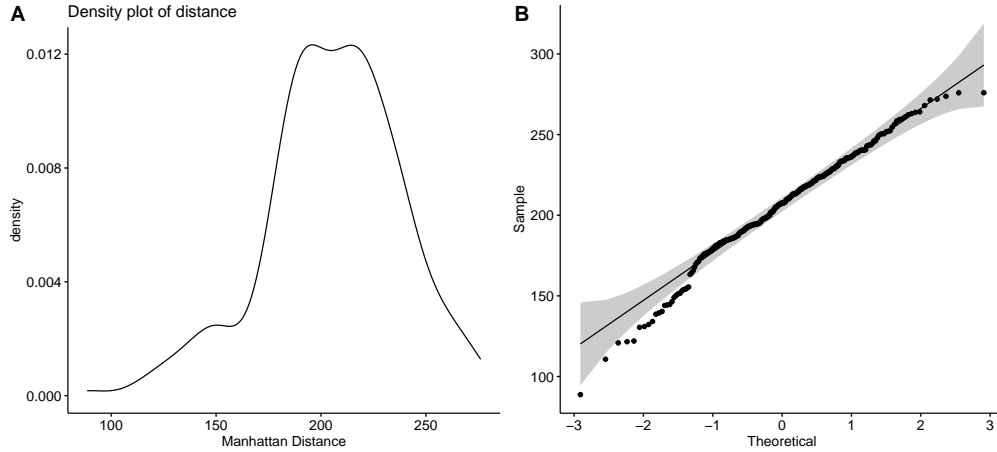 A
Density plot of distance
0.012
0.008
0.004
0.000
density
100
150
200
250
Manhattan Distance
B
300
250
200
150
100
Sample
−3
−2
−1
0
1
2
3
Theoretical